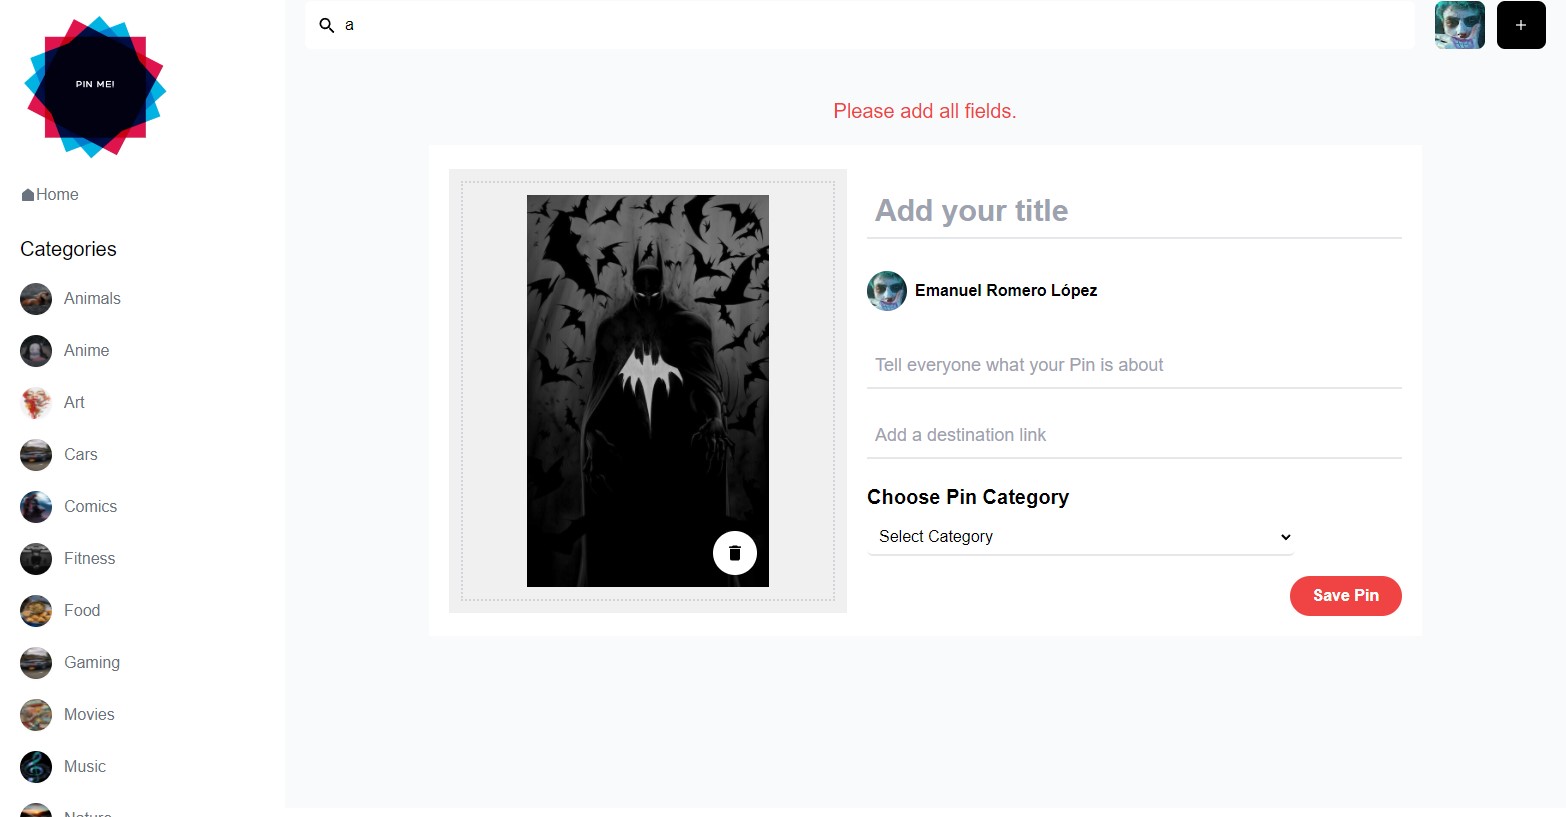 PIN ME!
Home
Categories
Animals
Anime
Art
Cars
Comics
Fitness
Food
Gaming
Movies
Music
Nature
a
+
Please add all fields.
Add your title
Emanuel Romero López
Tell everyone what your Pin is about
Add a destination link
Choose Pin Category
Select Category
Save Pin